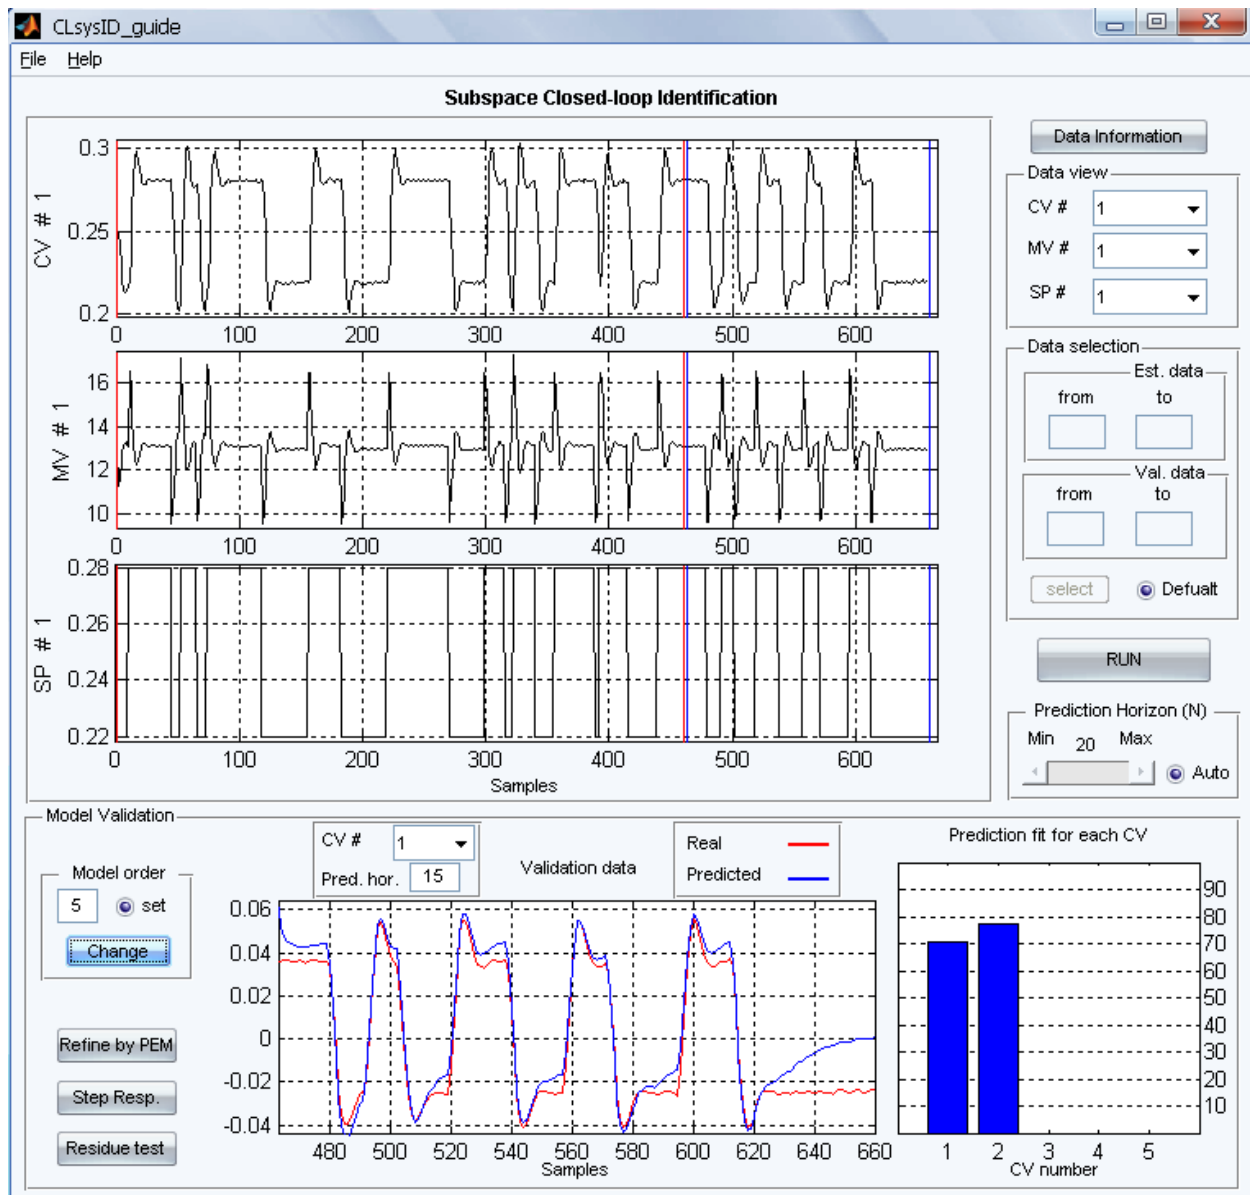 CLsysID_guide
File Help
Subspace Closed-loop Identification
CV # 1
0.3
0.25
0.2
0 100 200 300 400 500 600
MV # 1
16
14
12
10
0 100 200 300 400 500 600
SP # 1
0.28
0.26
0.24
0.22
0 100 200 300 400 500 600
Samples
Data Information
Data view
CV # 1
MV # 1
SP # 1
Data selection
Est. data
from to
Val. data
from to
select Defualt
RUN
Prediction Horizon (N)
Min 20 Max
Auto
Model Validation
Model order
5 set
Change
Refine by PEM
Step Resp.
Residue test
CV # 1
Pred. hor. 15
Validation data
Real
Predicted
0.06
0.04
0.02
0
-0.02
-0.04
480 500 520 540 560 580 600 620 640 660
Samples
Prediction fit for each CV
90
80
70
60
50
40
30
20
10
1 2 3 4 5
CV number